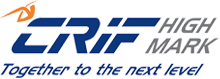 CRIF HIGH
MARK
Together to the next level